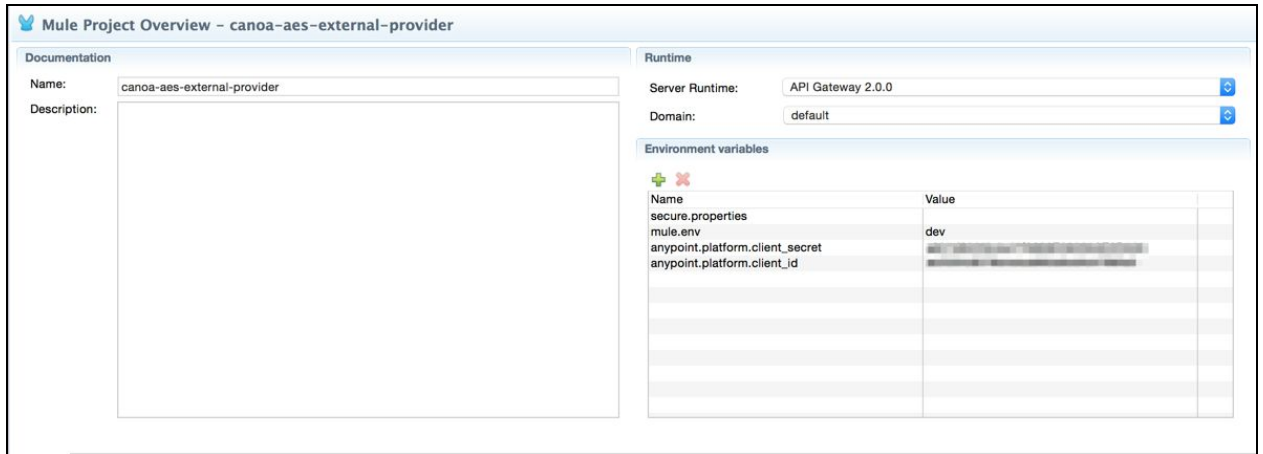 Mule Project Overview – canoa-aes-external-provider
Documentation
Name: canoa-aes-external-provider
Description:
Runtime
Server Runtime: API Gateway 2.0.0
Domain: default
Environment variables
Name Value
secure.properties
mule.env dev
anypoint.platform.client_secret
anypoint.platform.client_id